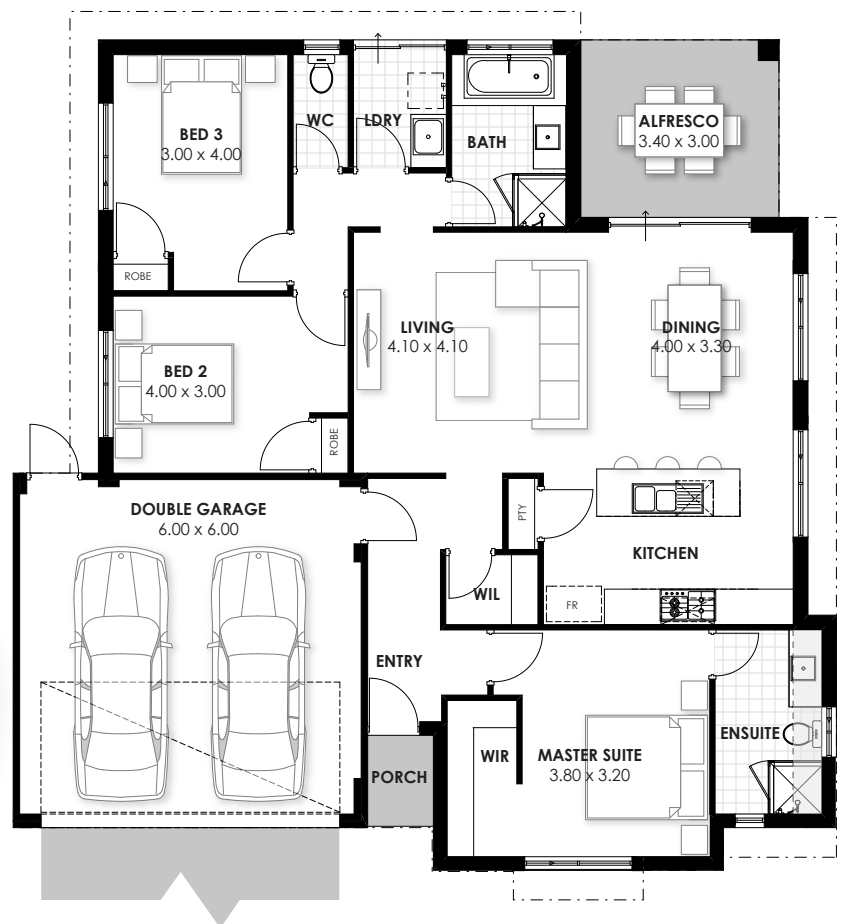 BED 3
3.00 x 4.00
WC
LDRY
BATH
ALFRESCO
3.40 x 3.00
ROBE
BED 2
4.00 x 3.00
LIVING
4.10 x 4.10
DINING
4.00 x 3.30
ROBE
DOUBLE GARAGE
6.00 x 6.00
PTY
KITCHEN
WIL
FR
ENTRY
WIR
MASTER SUITE
3.80 x 3.20
ENSUITE
PORCH